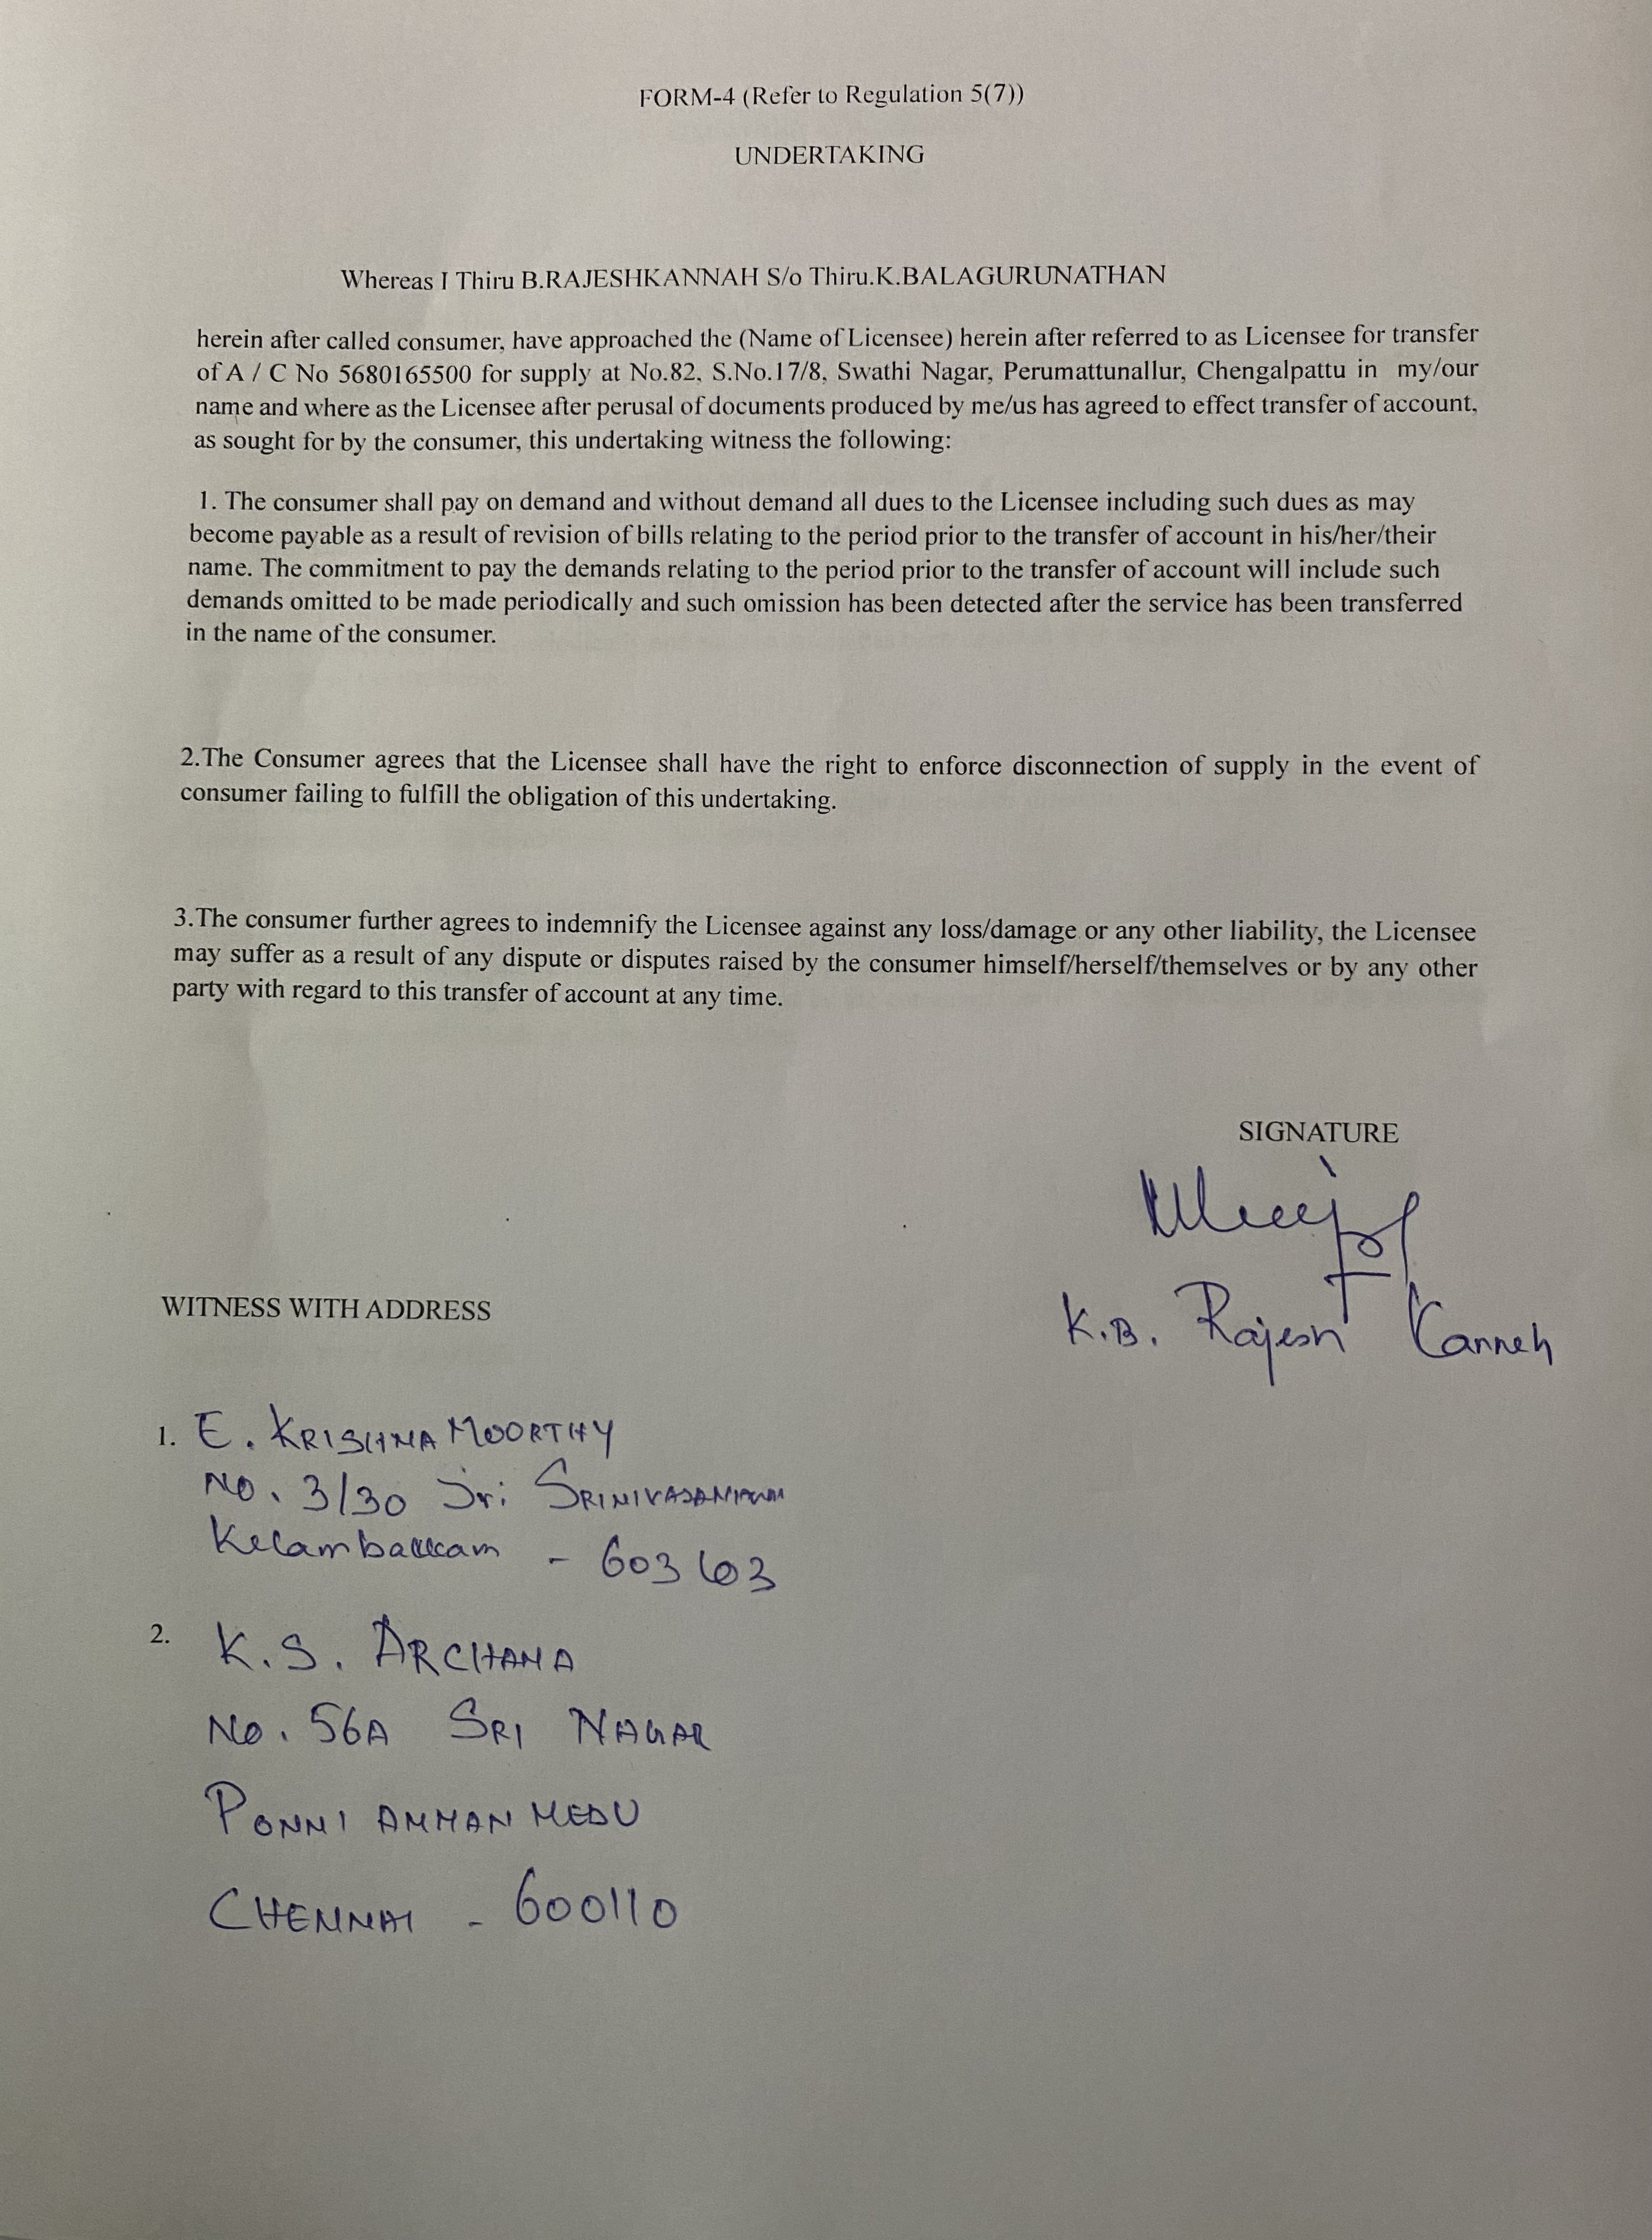 FORM-4 (Refer to Regulation 5(7))
UNDERTAKING
Whereas I Thiru B.RAJESHKANNAH S/o Thiru.K.BALAGURUNATHAN
herein after called consumer, have approached the (Name of Licensee) herein after referred to as Licensee for transfer
of A / C No 5680165500 for supply at No.82, S.No.17/8, Swathi Nagar, Perumattunallur, Chengalpattu in my/our
name and where as the Licensee after perusal of documents produced by me/us has agreed to effect transfer of account,
as sought for by the consumer, this undertaking witness the following:
1. The consumer shall pay on demand and without demand all dues to the Licensee including such dues as may
become payable as a result of revision of bills relating to the period prior to the transfer of account in his/her/their
name. The commitment to pay the demands relating to the period prior to the transfer of account will include such
demands omitted to be made periodically and such omission has been detected after the service has been transferred
in the name of the consumer.
2.The Consumer agrees that the Licensee shall have the right to enforce disconnection of supply in the event of
consumer failing to fulfill the obligation of this undertaking.
3.The consumer further agrees to indemnify the Licensee against any loss/damage or any other liability, the Licensee
may suffer as a result of any dispute or disputes raised by the consumer himself/herself/themselves or by any other
party with regard to this transfer of account at any time.
SIGNATURE
K.B. Rajesh Kannah
WITNESS WITH ADDRESS
1. E. KRISHNA MOORTHY
NO. 3/30 Sri
Kelambakkam - 603103
2. K.S. ARCHANA
No. 56A SRI NAGAR
PONNI AMMAN MEDU
CHENNAI - 600110